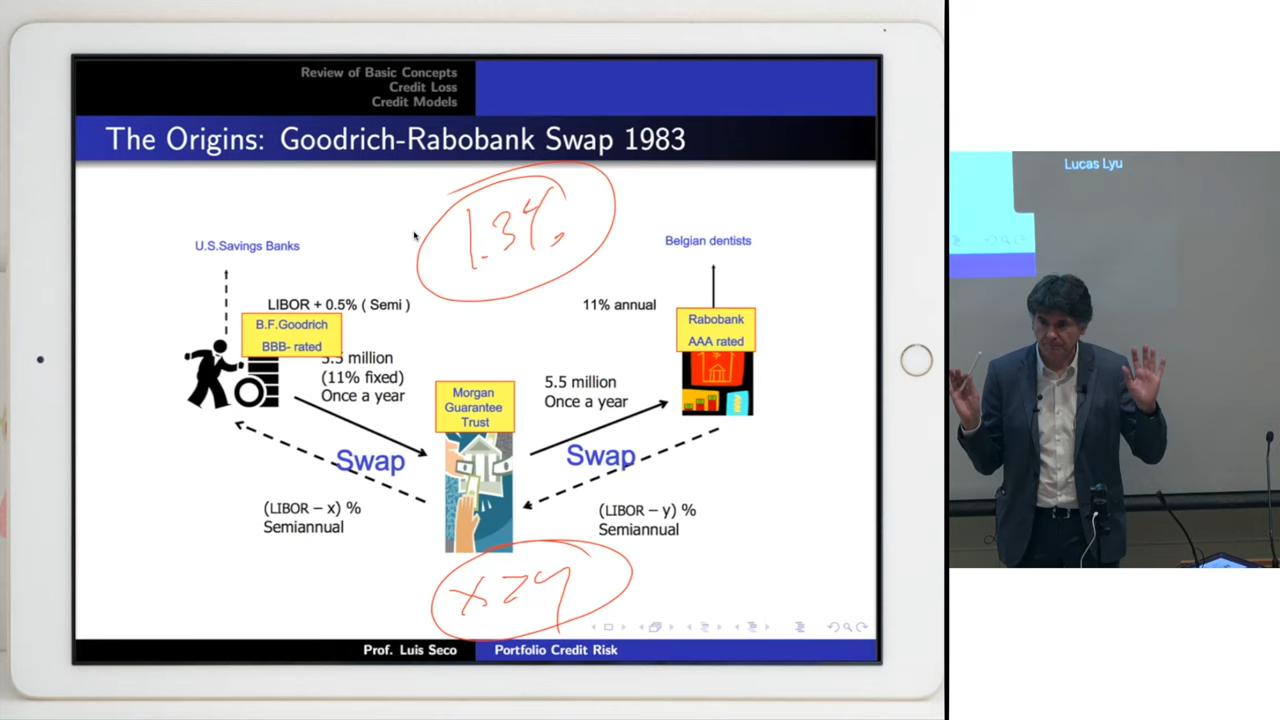 Review of Basic Concepts
Credit Loss
Credit Models
The Origins: Goodrich-Rabobank Swap 1983
1.34%
U.S.Savings Banks
Belgian dentists
LIBOR + 0.5% ( Semi )
11% annual
B.F.Goodrich
BBB- rated
Rabobank
AAA rated
5.5 million
(11% fixed)
Once a year
5.5 million
Once a year
Morgan
Guarantee
Trust
Swap
Swap
(LIBOR – x) %
Semiannual
(LIBOR – y) %
Semiannual
x>y
Prof. Luis Seco
Portfolio Credit Risk
Lucas Lyu